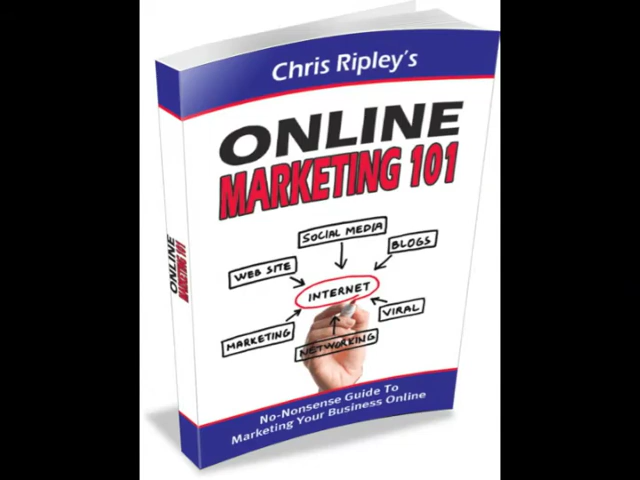 Chris Ripley's
ONLINE
MARKETING 101
SOCIAL MEDIA
BLOGS
WEB SITE
INTERNET
VIRAL
MARKETING
NETWORKING
No-Nonsense Guide To
Marketing Your Business Online
ONLINE
MARKETING 101